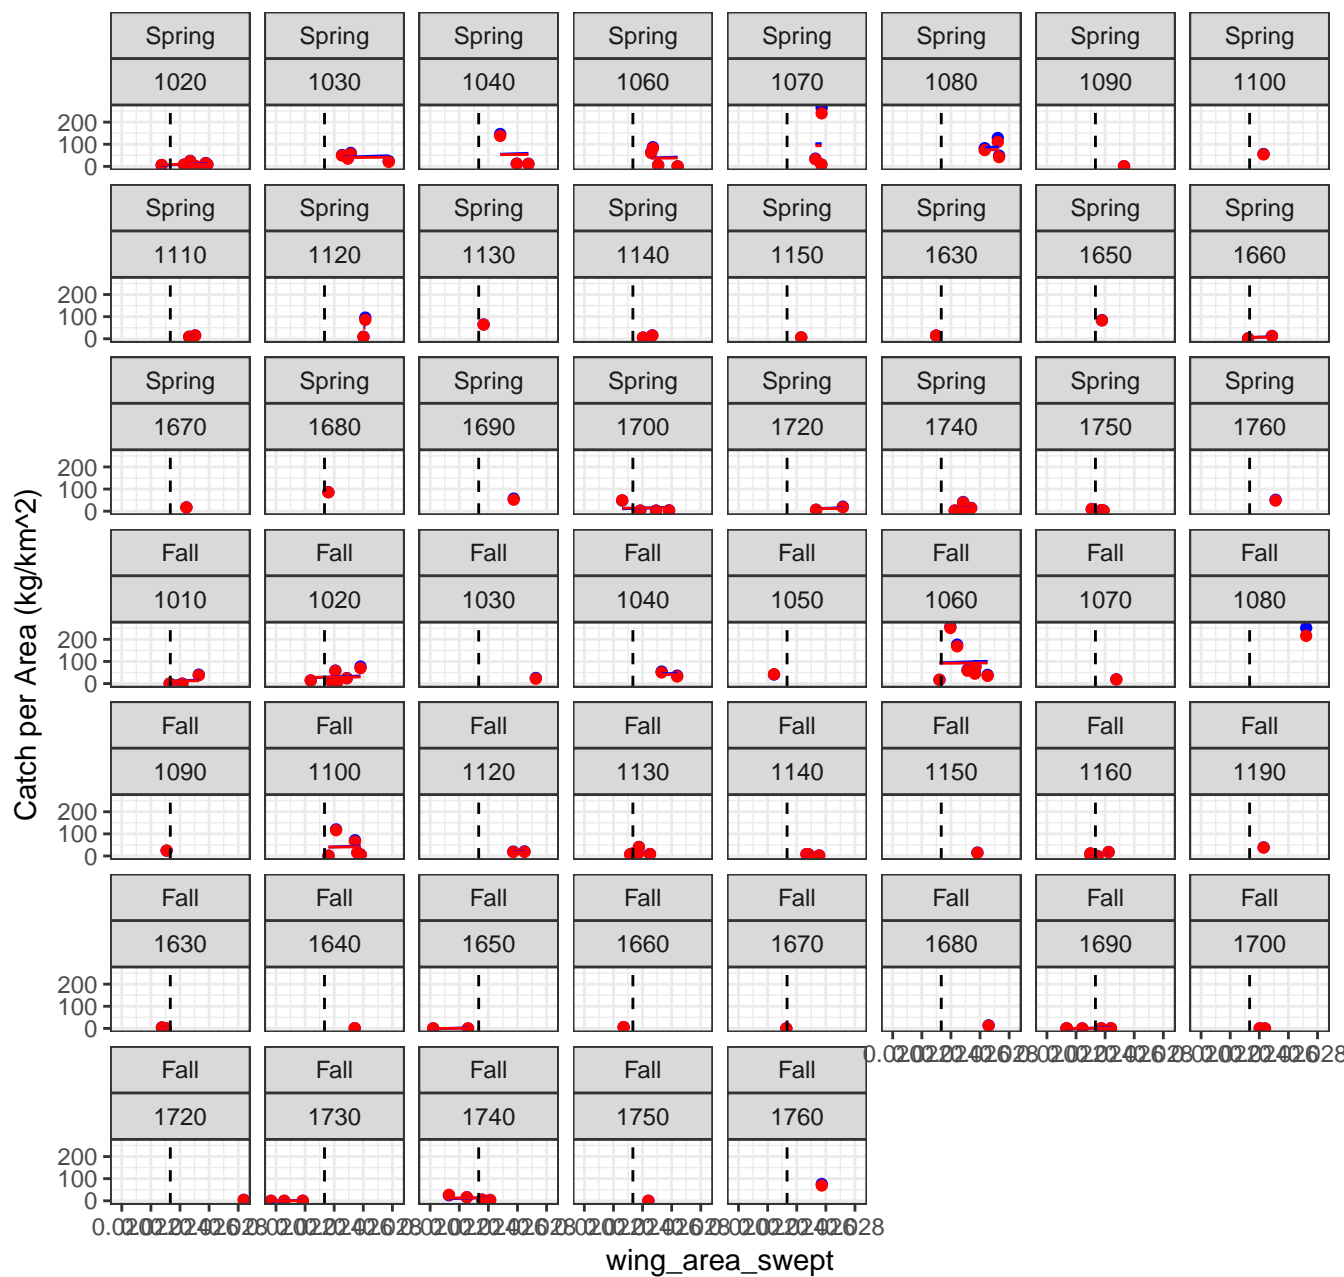 Spring Spring Spring Spring Spring Spring Spring Spring
1020 1030 1040 1060 1070 1080 1090 1100
200
100
0
Spring Spring Spring Spring Spring Spring Spring Spring
1110 1120 1130 1140 1150 1630 1650 1660
200
100
0
Spring Spring Spring Spring Spring Spring Spring Spring
1670 1680 1690 1700 1720 1740 1750 1760
200
100
0
Fall Fall Fall Fall Fall Fall Fall Fall
1010 1020 1030 1040 1050 1060 1070 1080
200
100
0
Fall Fall Fall Fall Fall Fall Fall Fall
1090 1100 1120 1130 1140 1150 1160 1190
200
100
0
Fall Fall Fall Fall Fall Fall Fall Fall
1630 1640 1650 1660 1670 1680 1690 1700
200
100
0
Fall Fall Fall Fall Fall
1720 1730 1740 1750 1760
200
100
0
wing_area_swept
Catch per Area (kg/km^2)